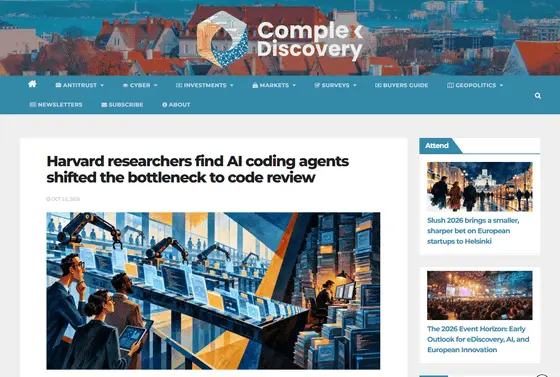 Complex
Discovery
ANTITRUST
CYBER
INVESTMENTS
MARKETS
SURVEYS
BUYERS GUIDE
GEOPOLITICS
NEWSLETTERS
SUBSCRIBE
ABOUT
Harvard researchers find AI coding agents
shifted the bottleneck to code review
Attend
Slush 2026 brings a smaller,
sharper bet on European
startups to Helsinki
The 2026 Event Horizon: Early
Outlook for eDiscovery, AI, and
European Innovation